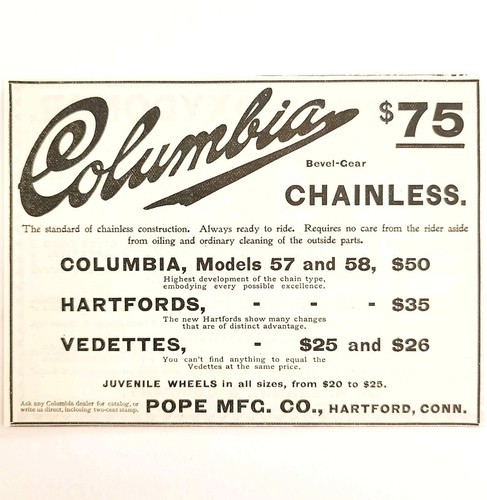 Columbia $75
Bevel-Gear
CHAINLESS.
The standard of chainless construction. Always ready to ride. Requires no care from the rider aside
from oiling and ordinary cleaning of the outside parts.
COLUMBIA, Models 57 and 58, $50
Highest development of the chain type,
embodying every possible excellence.
HARTFORDS, - - - $35
The new Hartfords show many changes
that are of distinct advantage.
VEDETTES, - $25 and $26
You can't find anything to equal the
Vedettes at the same price.
JUVENILE WHEELS in all sizes, from $20 to $25.
Ask any Columbia dealer for catalog, or
write us direct, inclosing two-cent stamp.
POPE MFG. CO., HARTFORD, CONN.